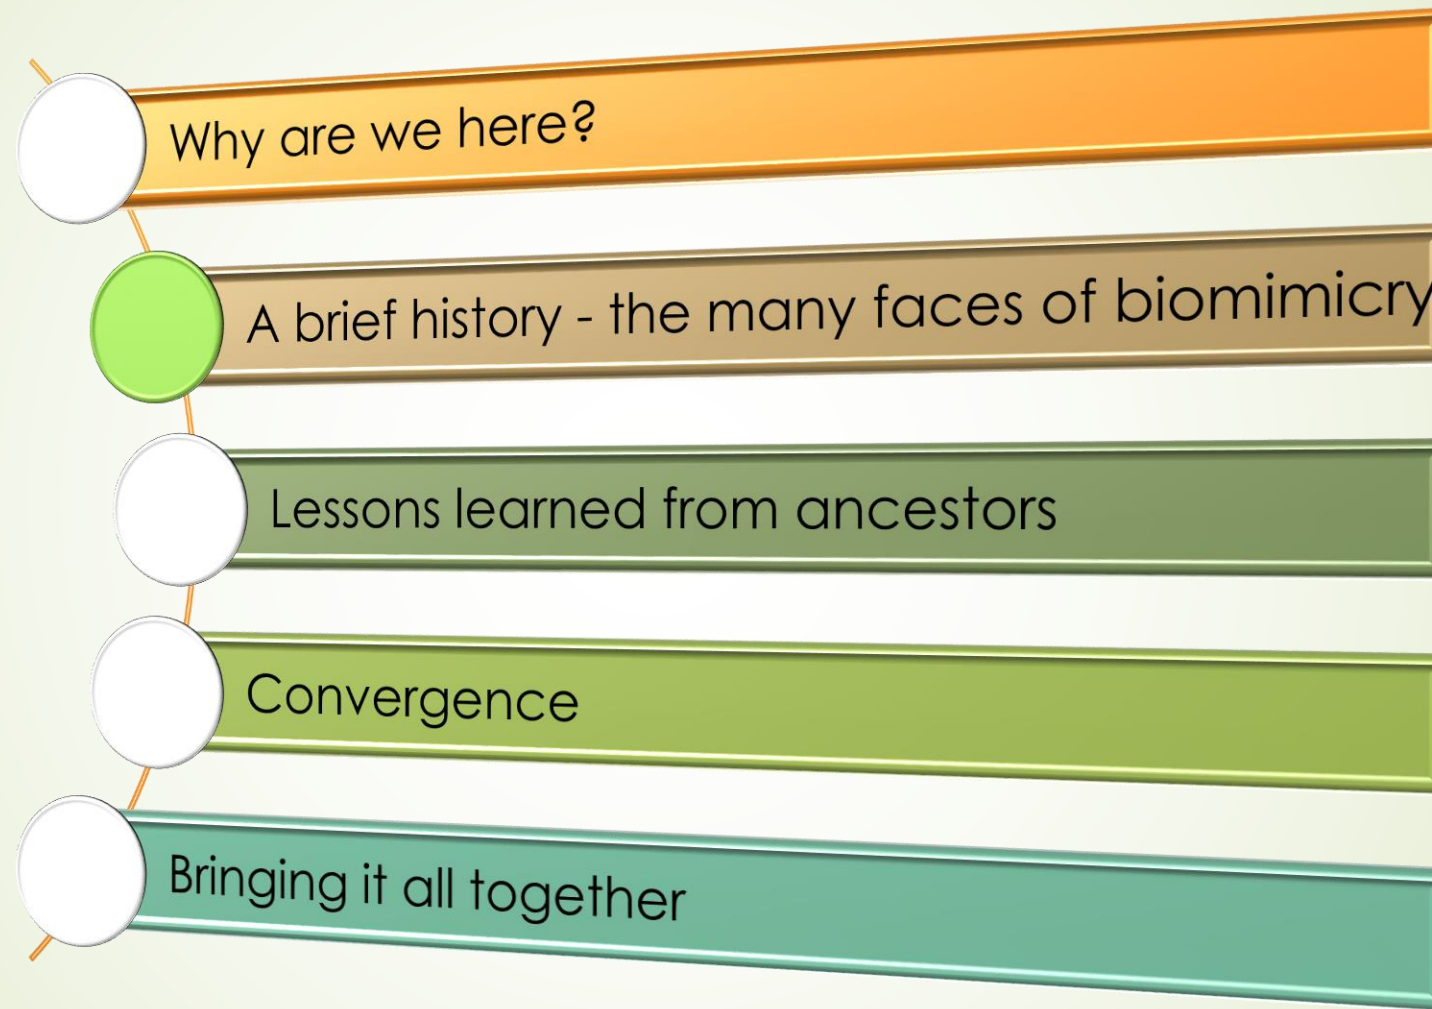 Why are we here?
A brief history - the many faces of biomimicry
Lessons learned from ancestors
Convergence
Bringing it all together